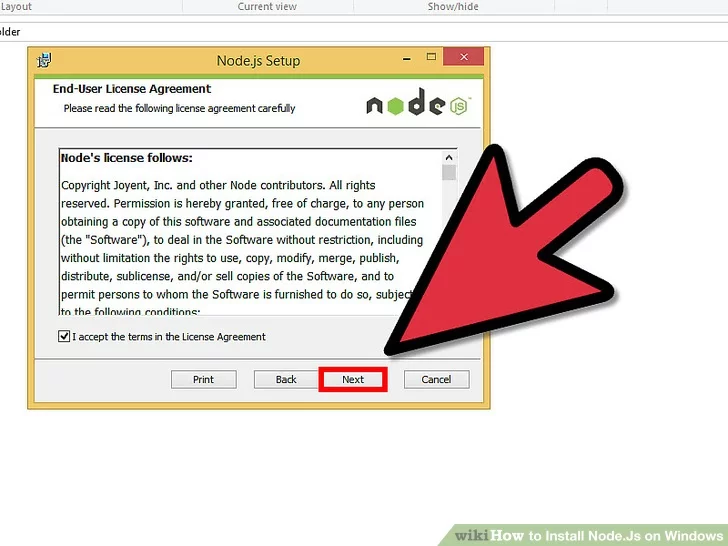 Layout
Current view
Show/hide
older
Node.js Setup
End-User License Agreement
Please read the following license agreement carefully
node
JS
Node's license follows:
Copyright Joyent, Inc. and other Node contributors. All rights
reserved. Permission is hereby granted, free of charge, to any person
obtaining a copy of this software and associated documentation files
(the "Software"), to deal in the Software without restriction, including
without limitation the rights to use, copy, modify, merge, publish,
distribute, sublicense, and/or sell copies of the Software, and to
permit persons to whom the Software is furnished to do so, subjec
to the following conditions:
I accept the terms in the License Agreement
Print
Back
Next
Cancel
wikiHow to Install Node.Js on Windows